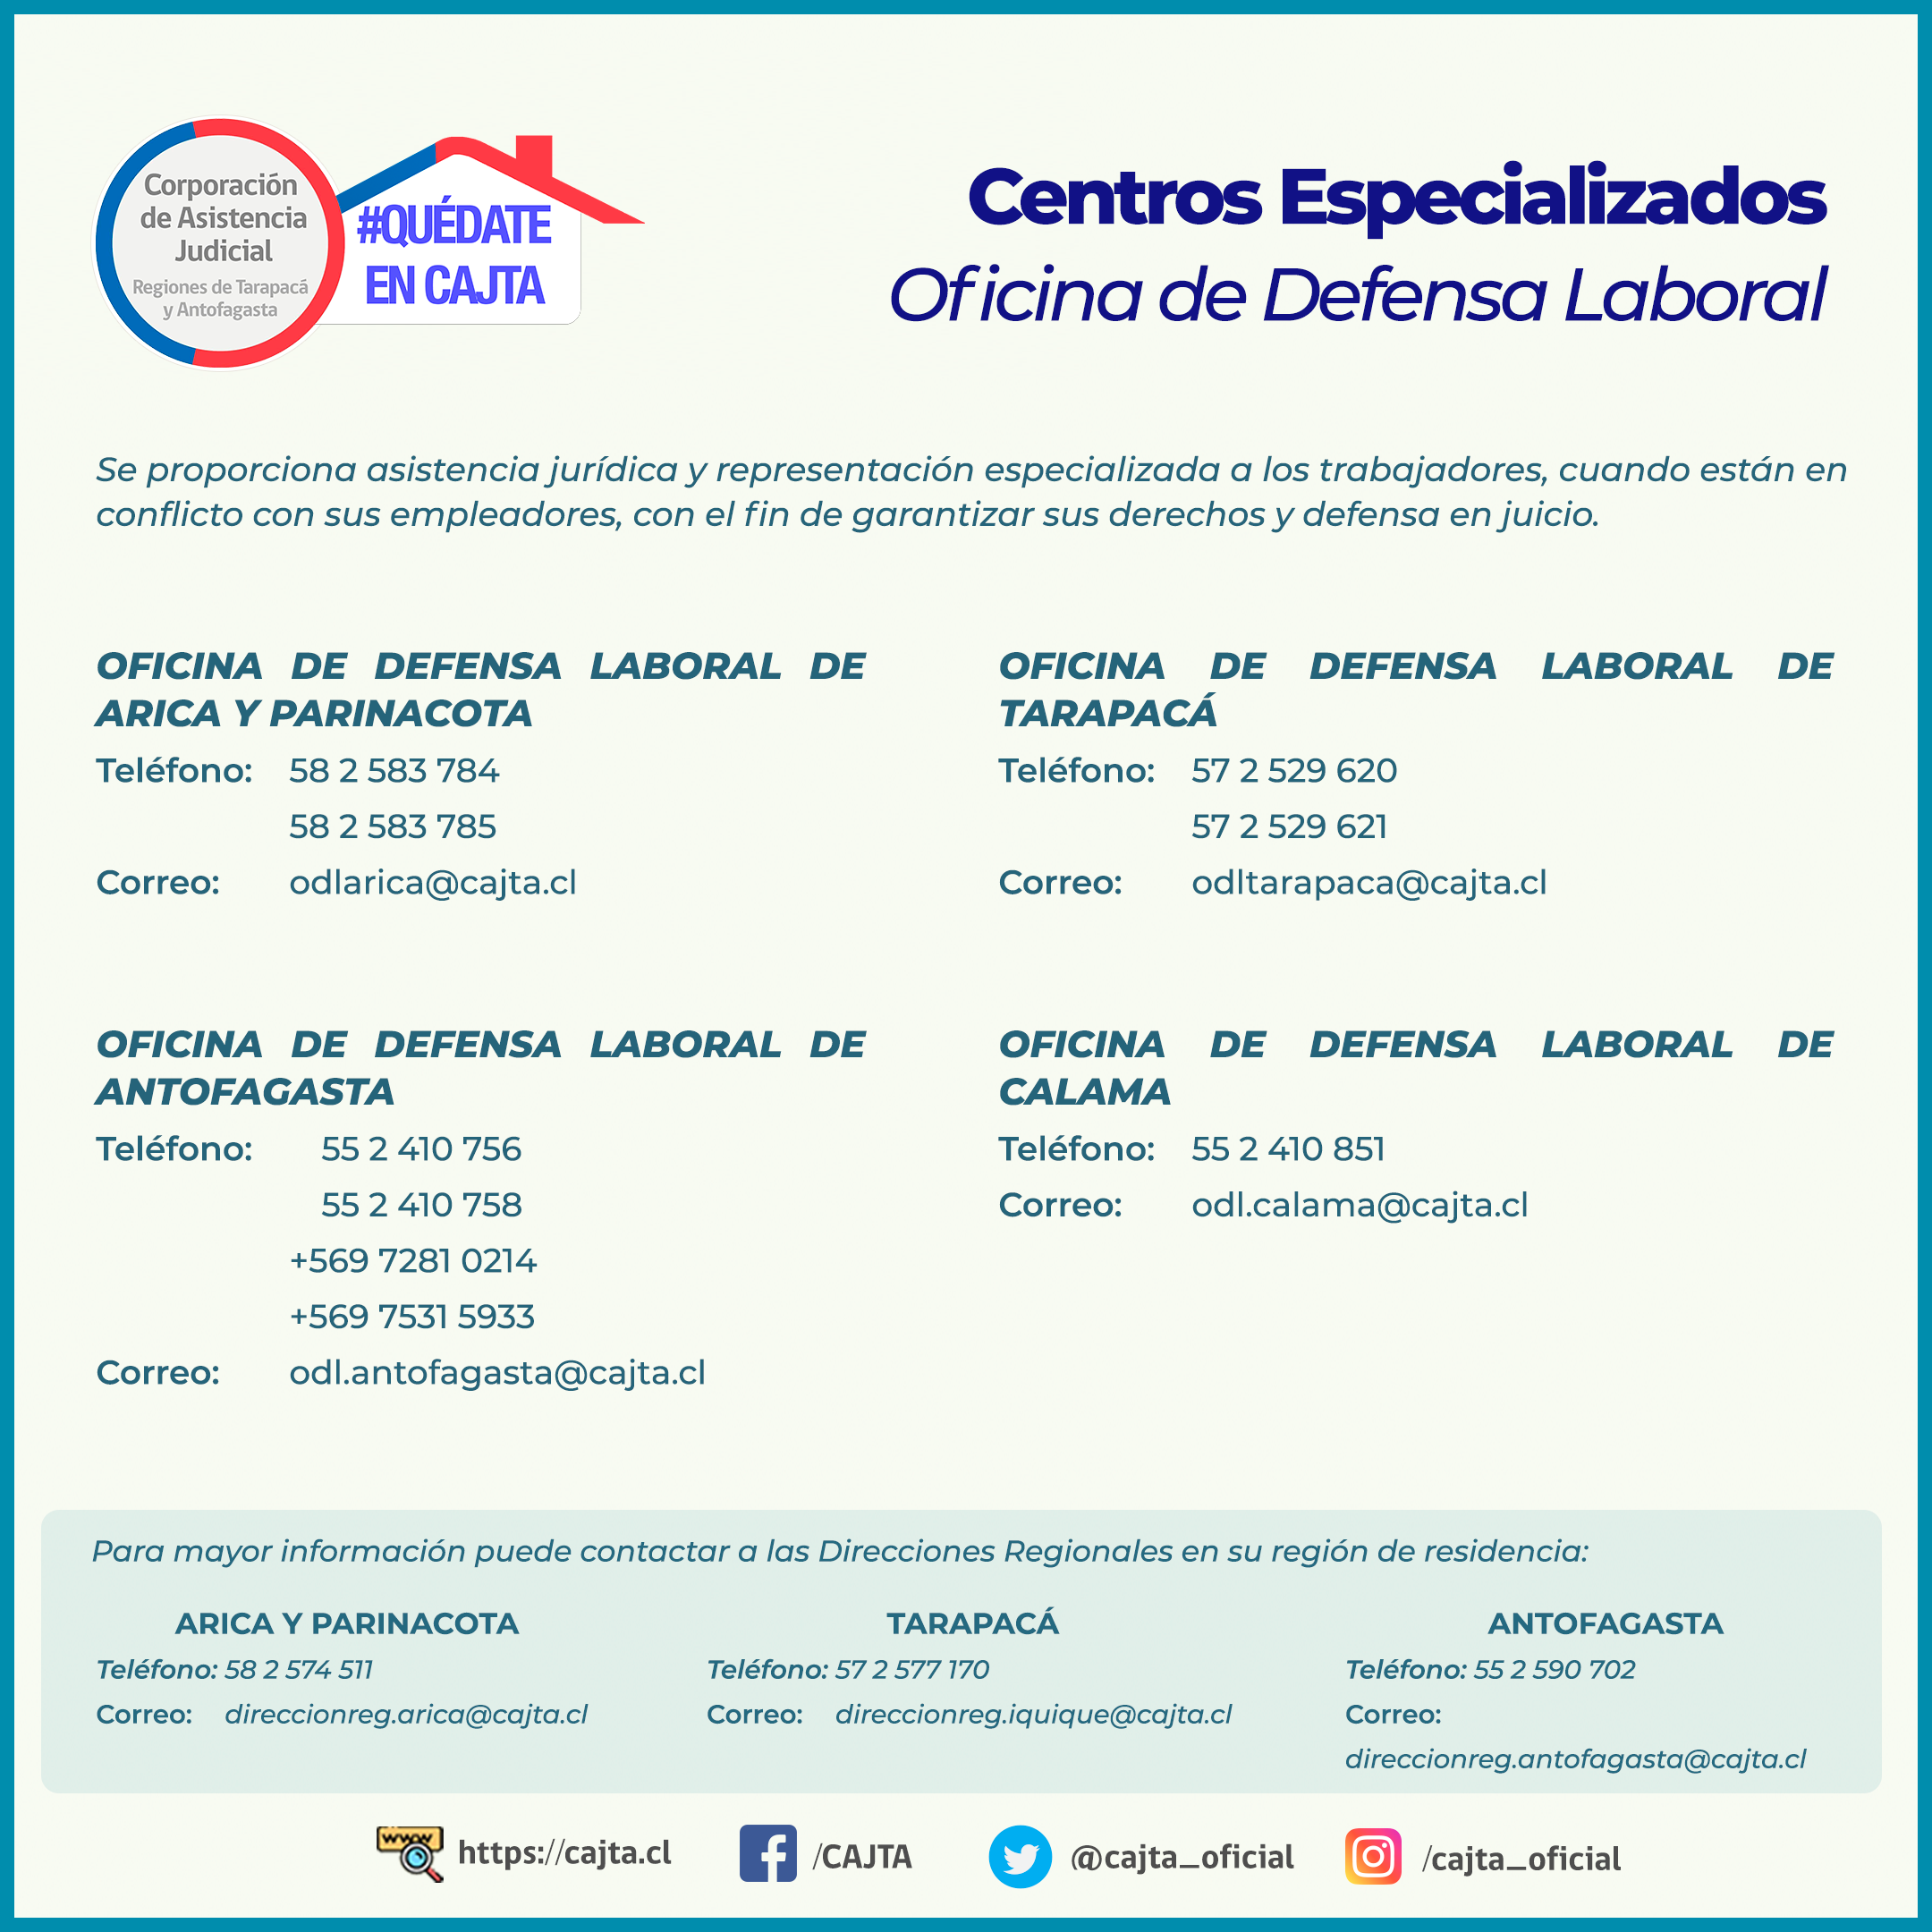 Corporación
de Asistencia
Judicial
Regiones de Tarapacá
y Antofagasta
#QUÉDATE
EN CAJTA
Centros Especializados
Oficina de Defensa Laboral
Se proporciona asistencia jurídica y representación especializada a los trabajadores, cuando están en
conflicto con sus empleadores, con el fin de garantizar sus derechos y defensa en juicio.
OFICINA DE DEFENSA LABORAL DE
ARICA Y PARINACOTA
Teléfono: 58 2 583 784
58 2 583 785
Correo: odlarica@cajta.cl
OFICINA DE DEFENSA LABORAL DE
TARAPACÁ
Teléfono: 57 2 529 620
57 2 529 621
Correo: odltarapaca@cajta.cl
OFICINA DE DEFENSA LABORAL DE
ANTOFAGASTA
Teléfono: 55 2 410 756
55 2 410 758
+569 7281 0214
+569 7531 5933
Correo: odl.antofagasta@cajta.cl
OFICINA DE DEFENSA LABORAL DE
CALAMA
Teléfono: 55 2 410 851
Correo: odl.calama@cajta.cl
Para mayor información puede contactar a las Direcciones Regionales en su región de residencia:
ARICA Y PARINACOTA
Teléfono: 58 2 574 511
Correo: direccionreg.arica@cajta.cl
TARAPACÁ
Teléfono: 57 2 577 170
Correo: direccionreg.iquique@cajta.cl
ANTOFAGASTA
Teléfono: 55 2 590 702
Correo:
direccionreg.antofagasta@cajta.cl
www https://cajta.cl
/CAJTA
@cajta_oficial
/cajta_oficial